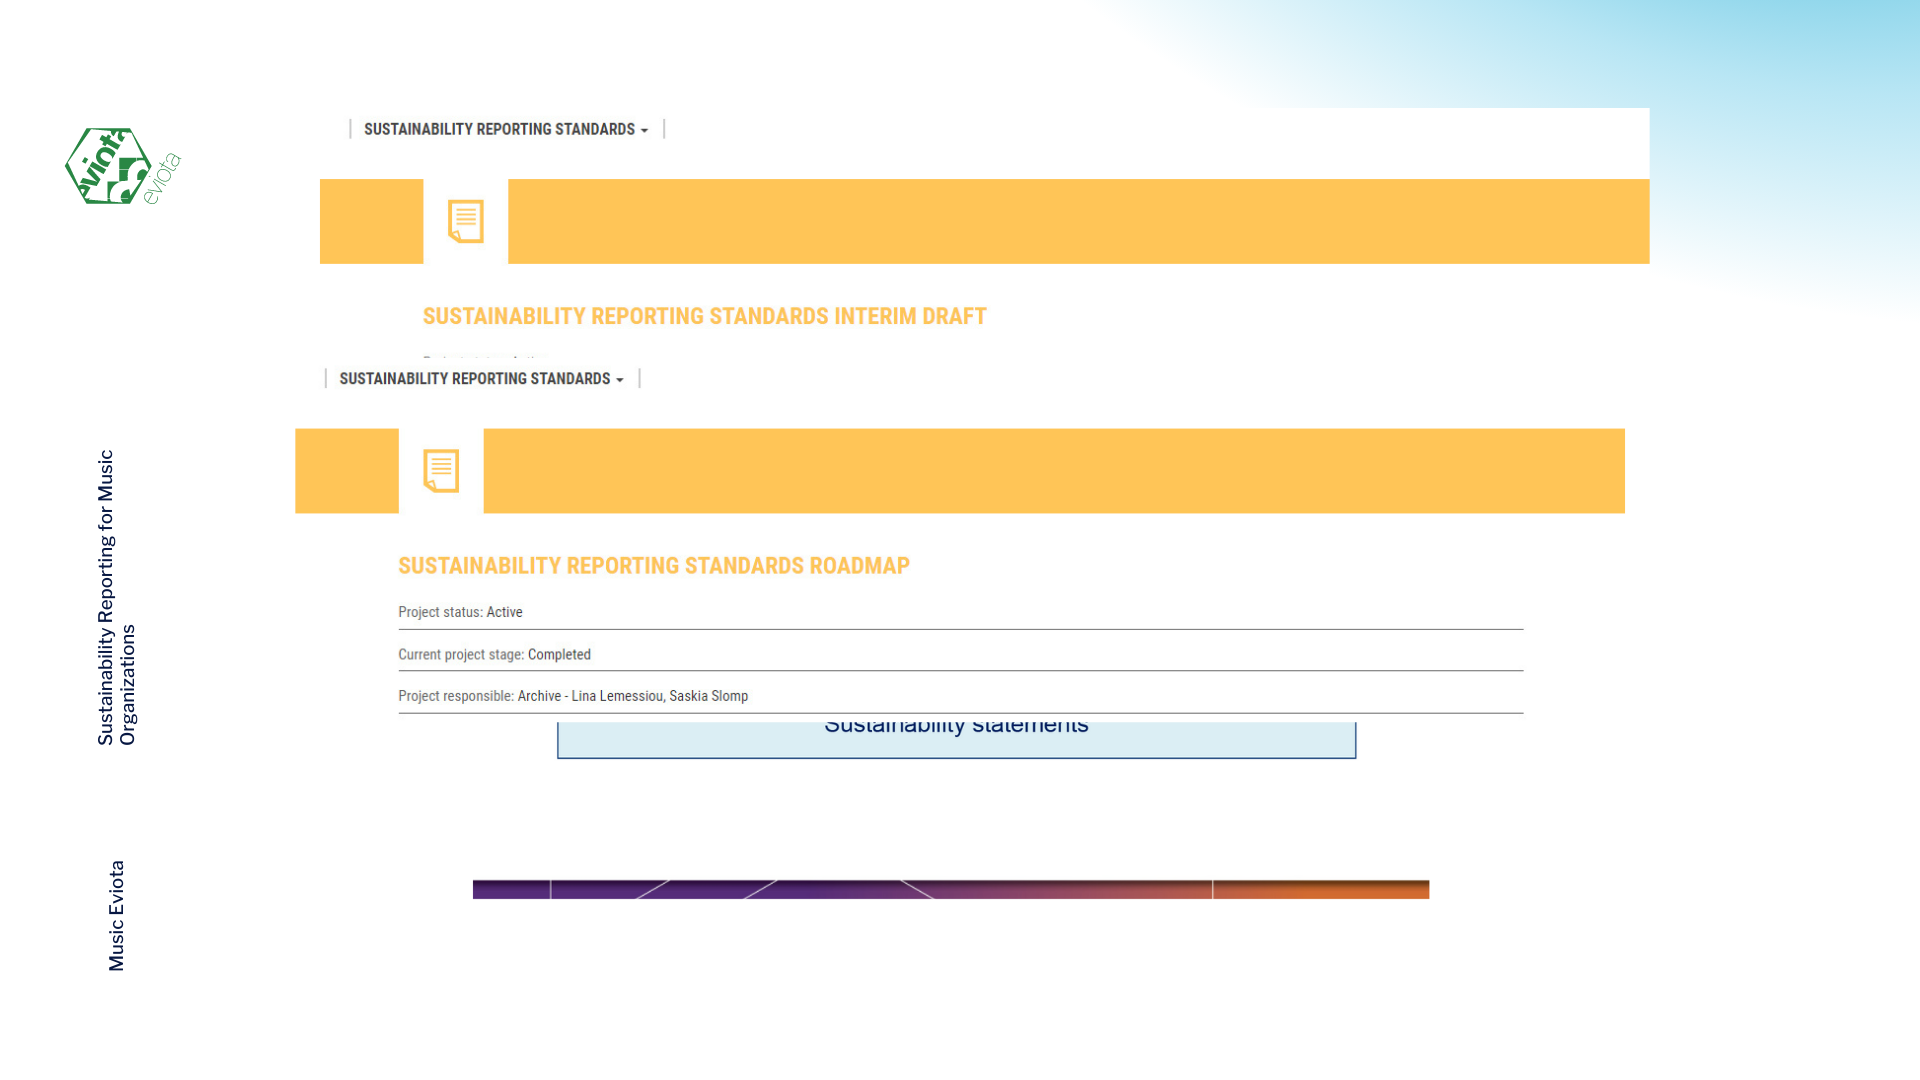 eviota
eviota
SUSTAINABILITY REPORTING STANDARDS
SUSTAINABILITY REPORTING STANDARDS INTERIM DRAFT
SUSTAINABILITY REPORTING STANDARDS
SUSTAINABILITY REPORTING STANDARDS ROADMAP
Project status: Active
Current project stage: Completed
Project responsible: Archive - Lina Lemessiou, Saskia Slomp
Sustainability statements
Sustainability Reporting for Music
Organizations
Music Eviota